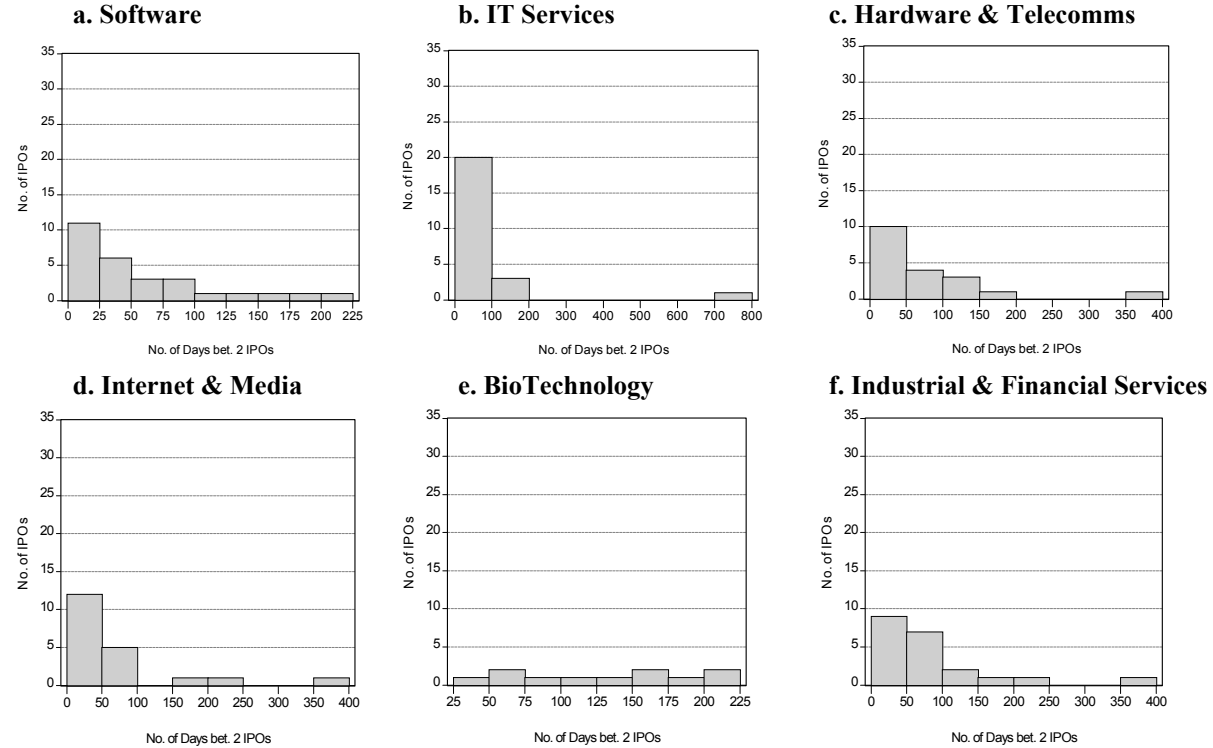 a. Software
35
30
25
20
15
10
5
0
No. of IPOs
0 25 50 75 100 125 150 175 200 225
No. of Days bet. 2 IPOs
b. IT Services
35
30
25
20
15
10
5
0
No. of IPOs
0 100 200 300 400 500 600 700 800
No. of Days bet. 2 IPOs
c. Hardware & Telecomms
35
30
25
20
15
10
5
0
No. of IPOs
0 50 100 150 200 250 300 350 400
No. of Days bet. 2 IPOs
d. Internet & Media
35
30
25
20
15
10
5
0
No. of IPOs
0 50 100 150 200 250 300 350 400
No. of Days bet. 2 IPOs
e. BioTechnology
35
30
25
20
15
10
5
0
No. of IPOs
25 50 75 100 125 150 175 200 225
No. of Days bet. 2 IPOs
f. Industrial & Financial Services
35
30
25
20
15
10
5
0
No. of IPOs
0 50 100 150 200 250 300 350 400
No. of Days bet. 2 IPOs